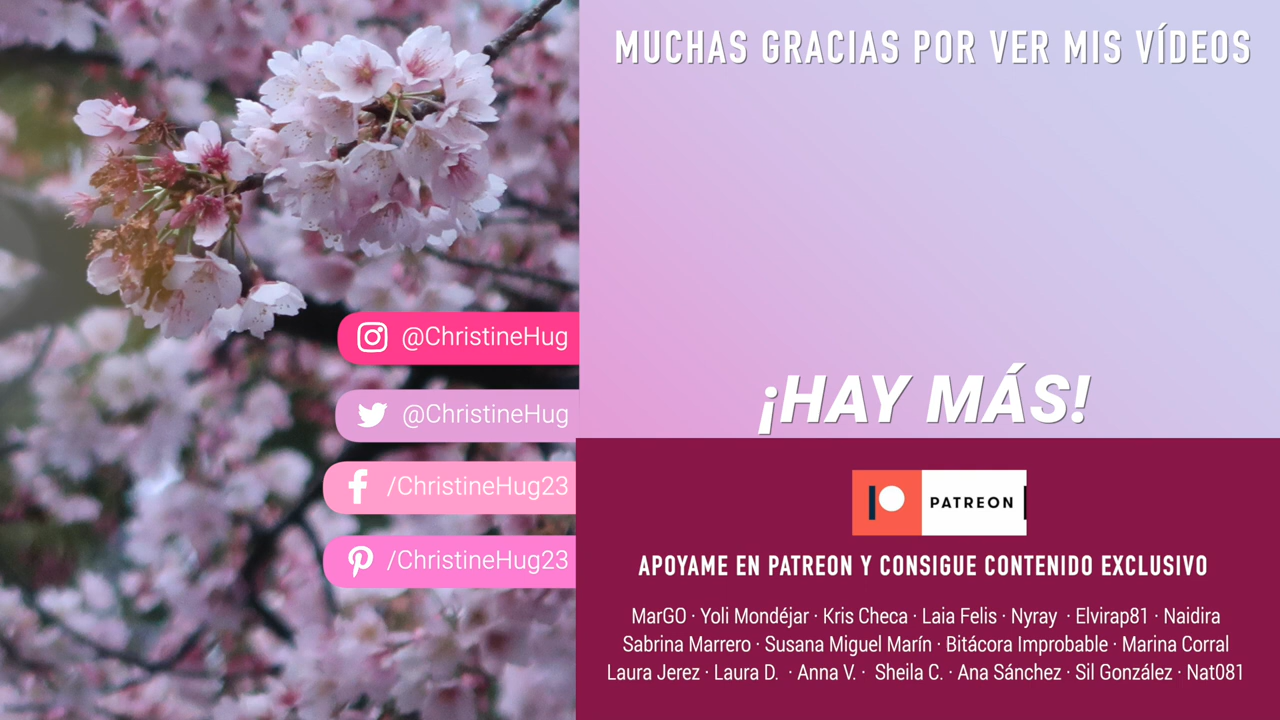 MUCHAS GRACIAS POR VER MIS VÍDEOS
@ChristineHug
@ChristineHug
/ChristineHug23
/ChristineHug23
¡HAY MÁS!
PATREON
APOYAME EN PATREON Y CONSIGUE CONTENIDO EXCLUSIVO
MarGO · Yoli Mondéjar · Kris Checa · Laia Felis · Nyray · Elvirap81 · Naidira
Sabrina Marrero · Susana Miguel Marín · Bitácora Improbable · Marina Corral
Laura Jerez · Laura D. · Anna V. · Sheila C. · Ana Sánchez · Sil González · Nat081